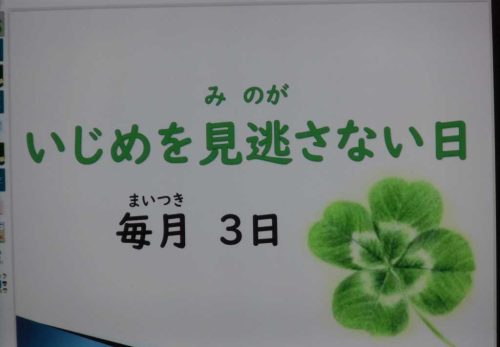 み のが
いじめを見逃さない日
まいつき
毎月 3日